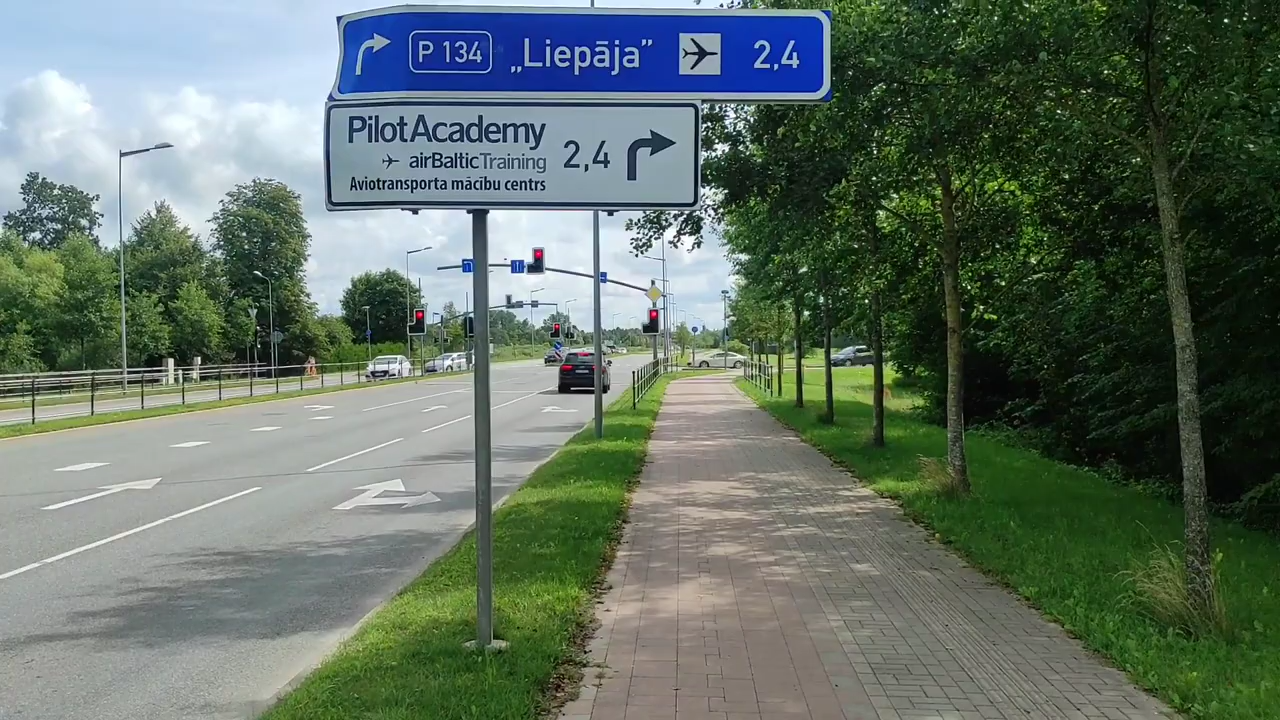 P 134 „Liepāja” 2,4
PilotAcademy
airBalticTraining 2,4
Aviotransporta mācību centrs